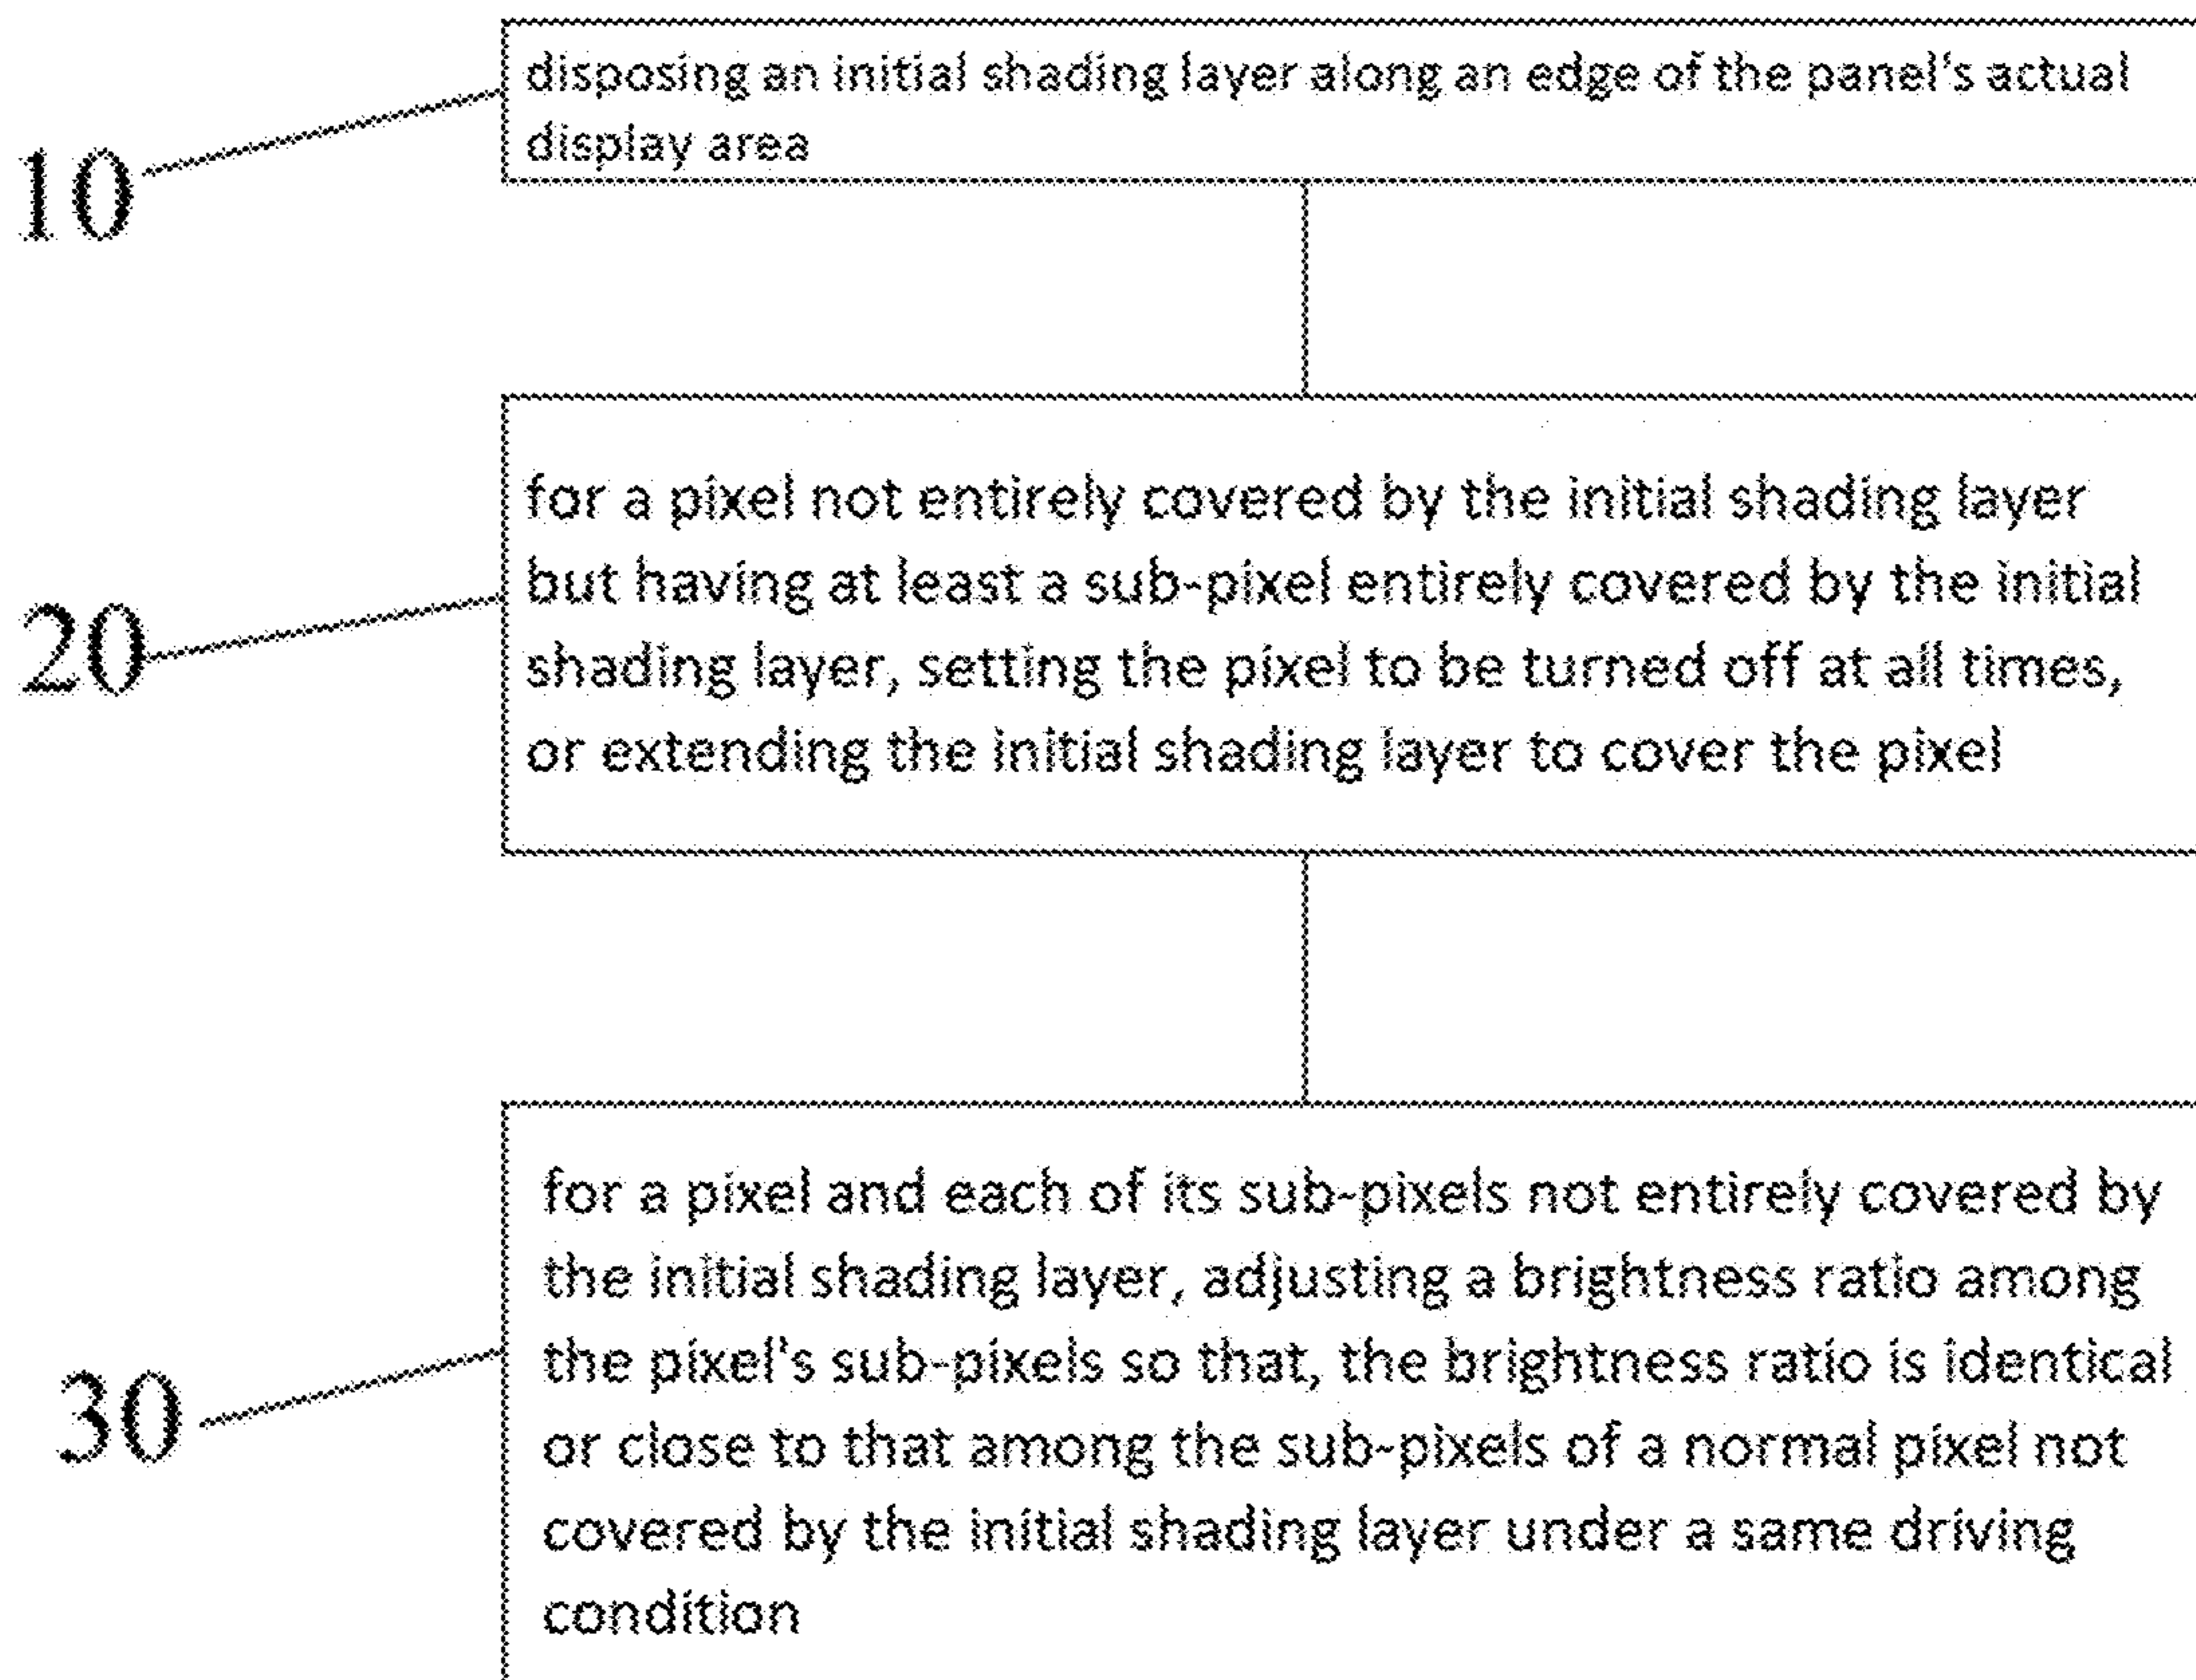 disposing an initial shading layer along an edge of the panel's actual
display area
10
for a pixel not entirely covered by the initial shading layer
but having at least a sub-pixel entirely covered by the initial
shading layer, setting the pixel to be turned off at all times,
or extending the initial shading layer to cover the pixel
20
for a pixel and each of its sub-pixels not entirely covered by
the initial shading layer, adjusting a brightness ratio among
the pixel's sub-pixels so that, the brightness ratio is identical
or close to that among the sub-pixels of a normal pixel not
covered by the initial shading layer under a same driving
condition
30